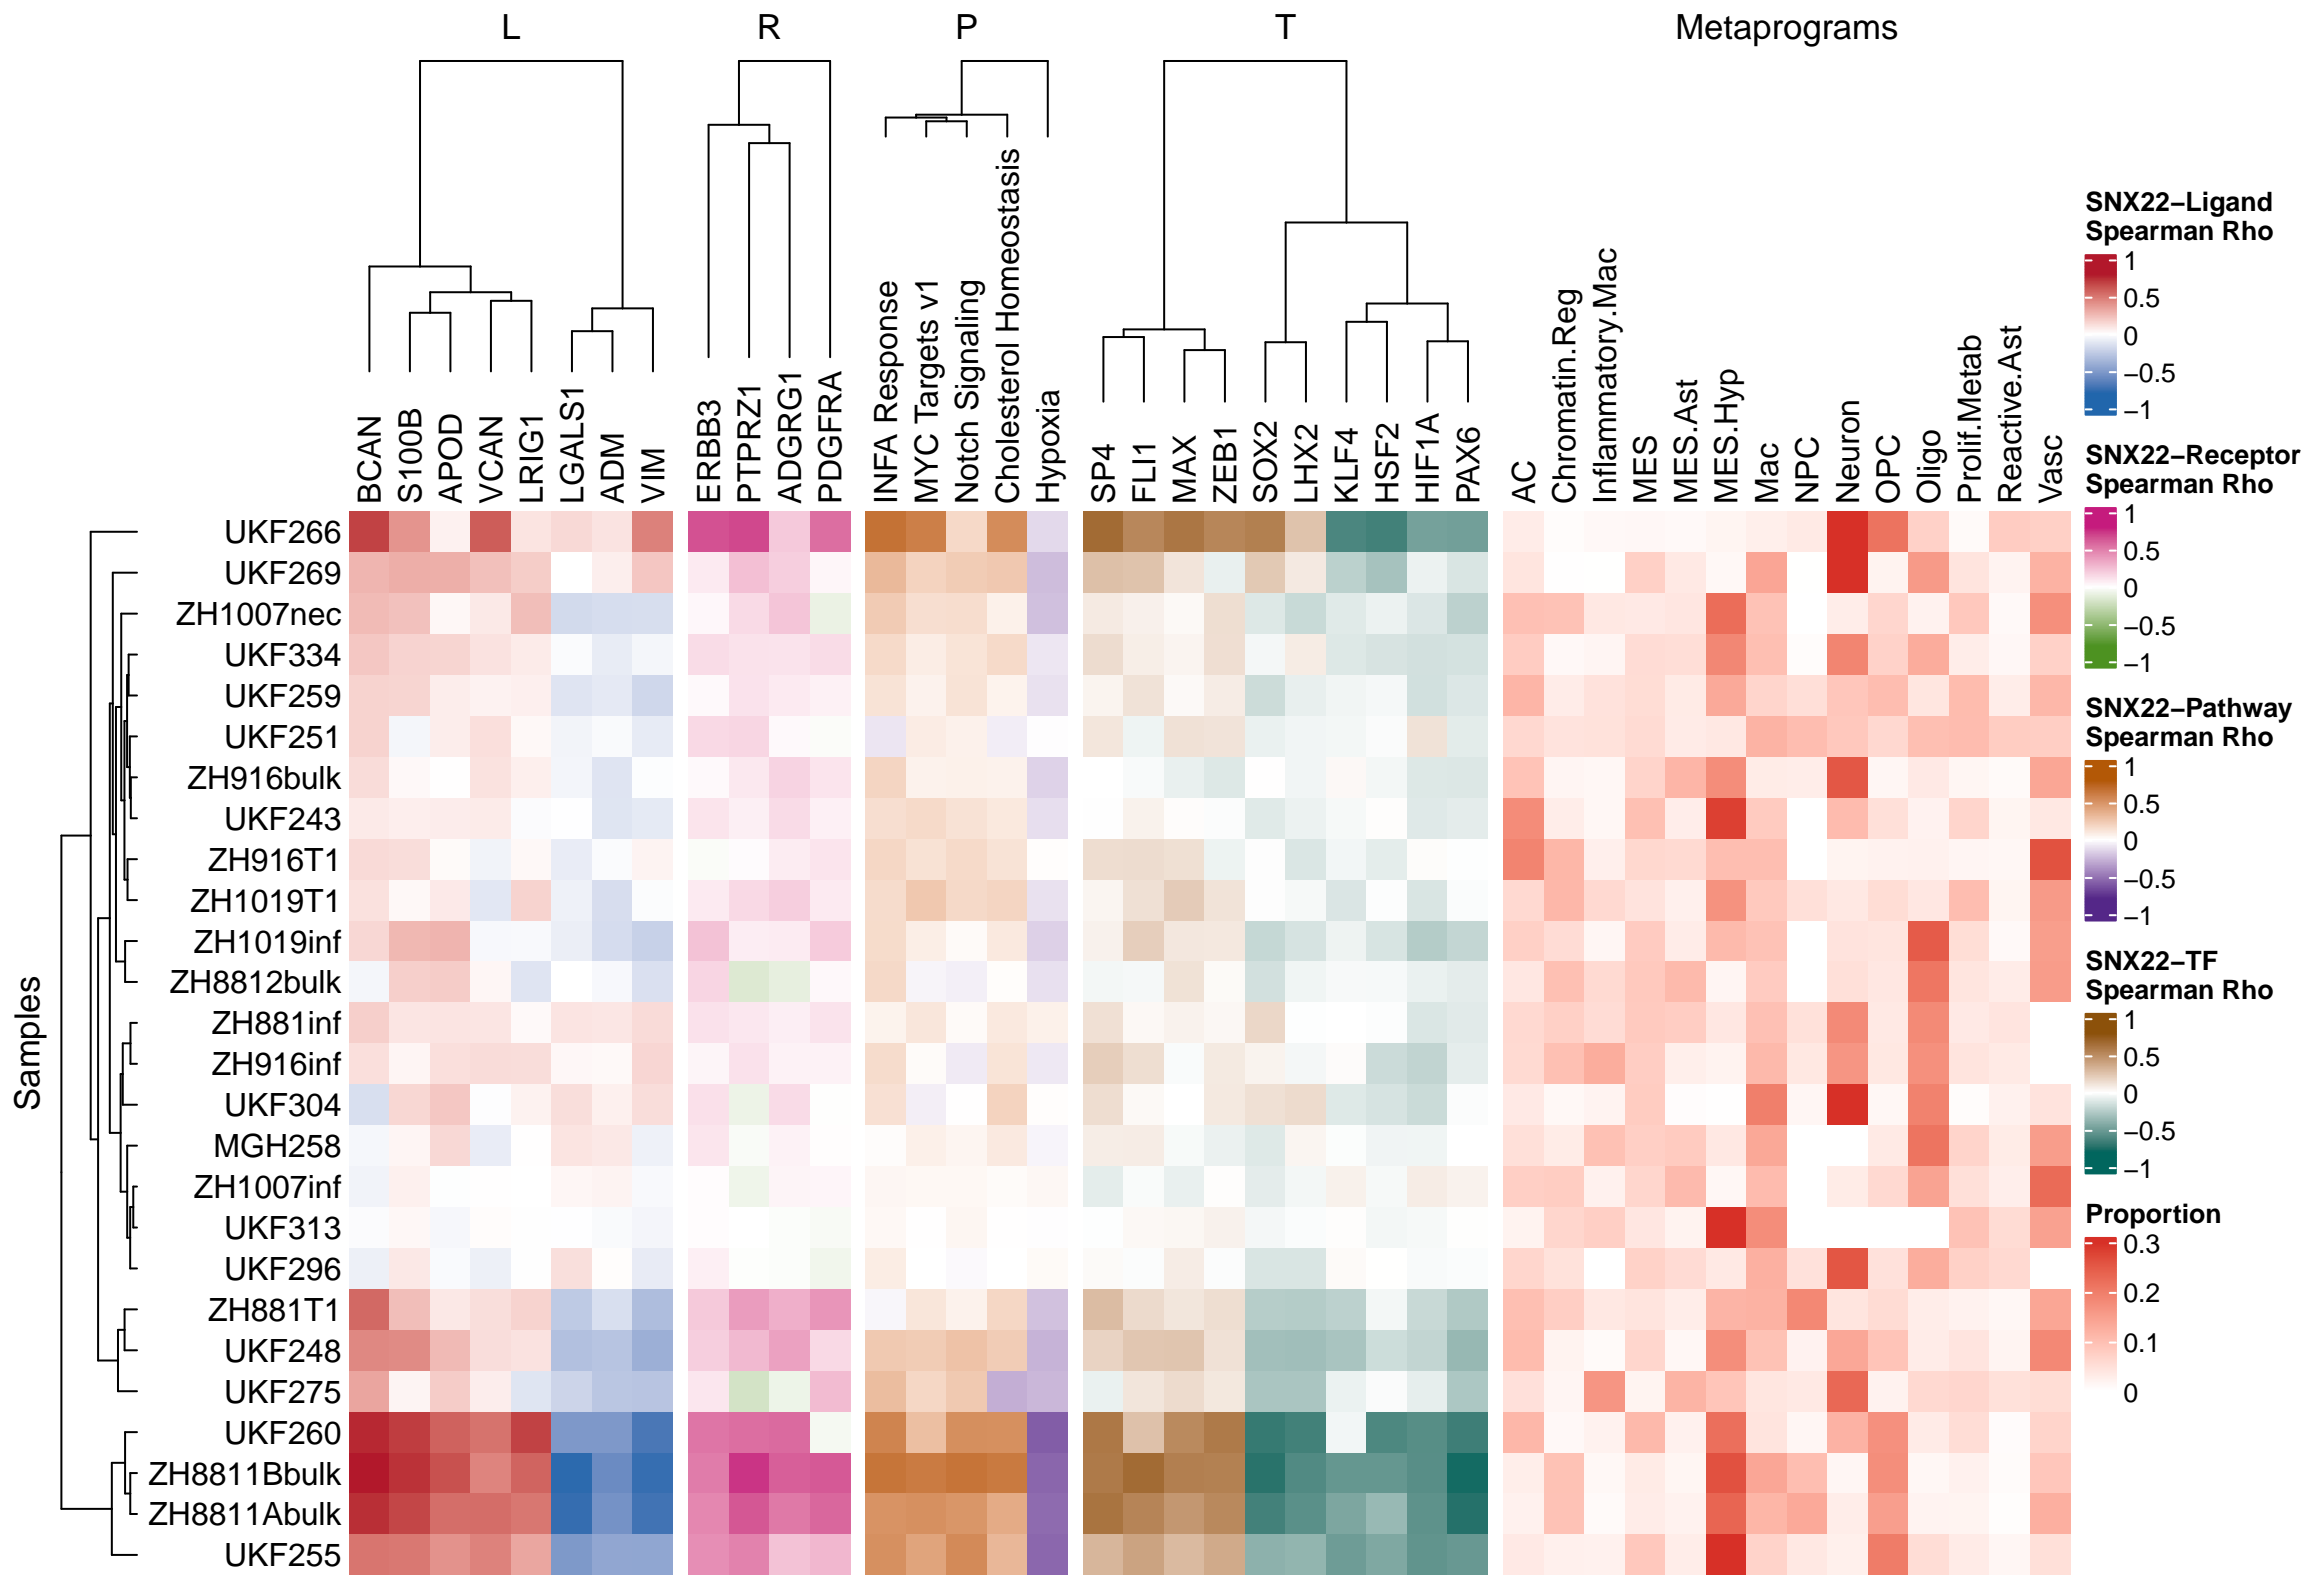 L R P T Metaprograms
BCAN
S100B
APOD
VCAN
LRIG1
LGALS1
ADM
VIM
ERBB3
PTPRZ1
ADGRG1
PDGFRA
INFA Response
MYC Targets v1
Notch Signaling
Cholesterol Homeostasis
Hypoxia
SP4
FLI1
MAX
ZEB1
SOX2
LHX2
KLF4
HSF2
HIF1A
PAX6
AC
Chromatin.Reg
Inflammatory.Mac
MES
MES.Ast
MES.Hyp
Mac
NPC
Neuron
OPC
Oligo
Prolif.Metab
Reactive.Ast
Vasc
Samples
UKF266
UKF269
ZH1007nec
UKF334
UKF259
UKF251
ZH916bulk
UKF243
ZH916T1
ZH1019T1
ZH1019inf
ZH8812bulk
ZH881inf
ZH916inf
UKF304
MGH258
ZH1007inf
UKF313
UKF296
ZH881T1
UKF248
UKF275
UKF260
ZH8811Bbulk
ZH8811Abulk
UKF255
SNX22−Ligand
Spearman Rho
1
0.5
0
−0.5
−1
SNX22−Receptor
Spearman Rho
1
0.5
0
−0.5
−1
SNX22−Pathway
Spearman Rho
1
0.5
0
−0.5
−1
SNX22−TF
Spearman Rho
1
0.5
0
−0.5
−1
Proportion
0.3
0.2
0.1
0